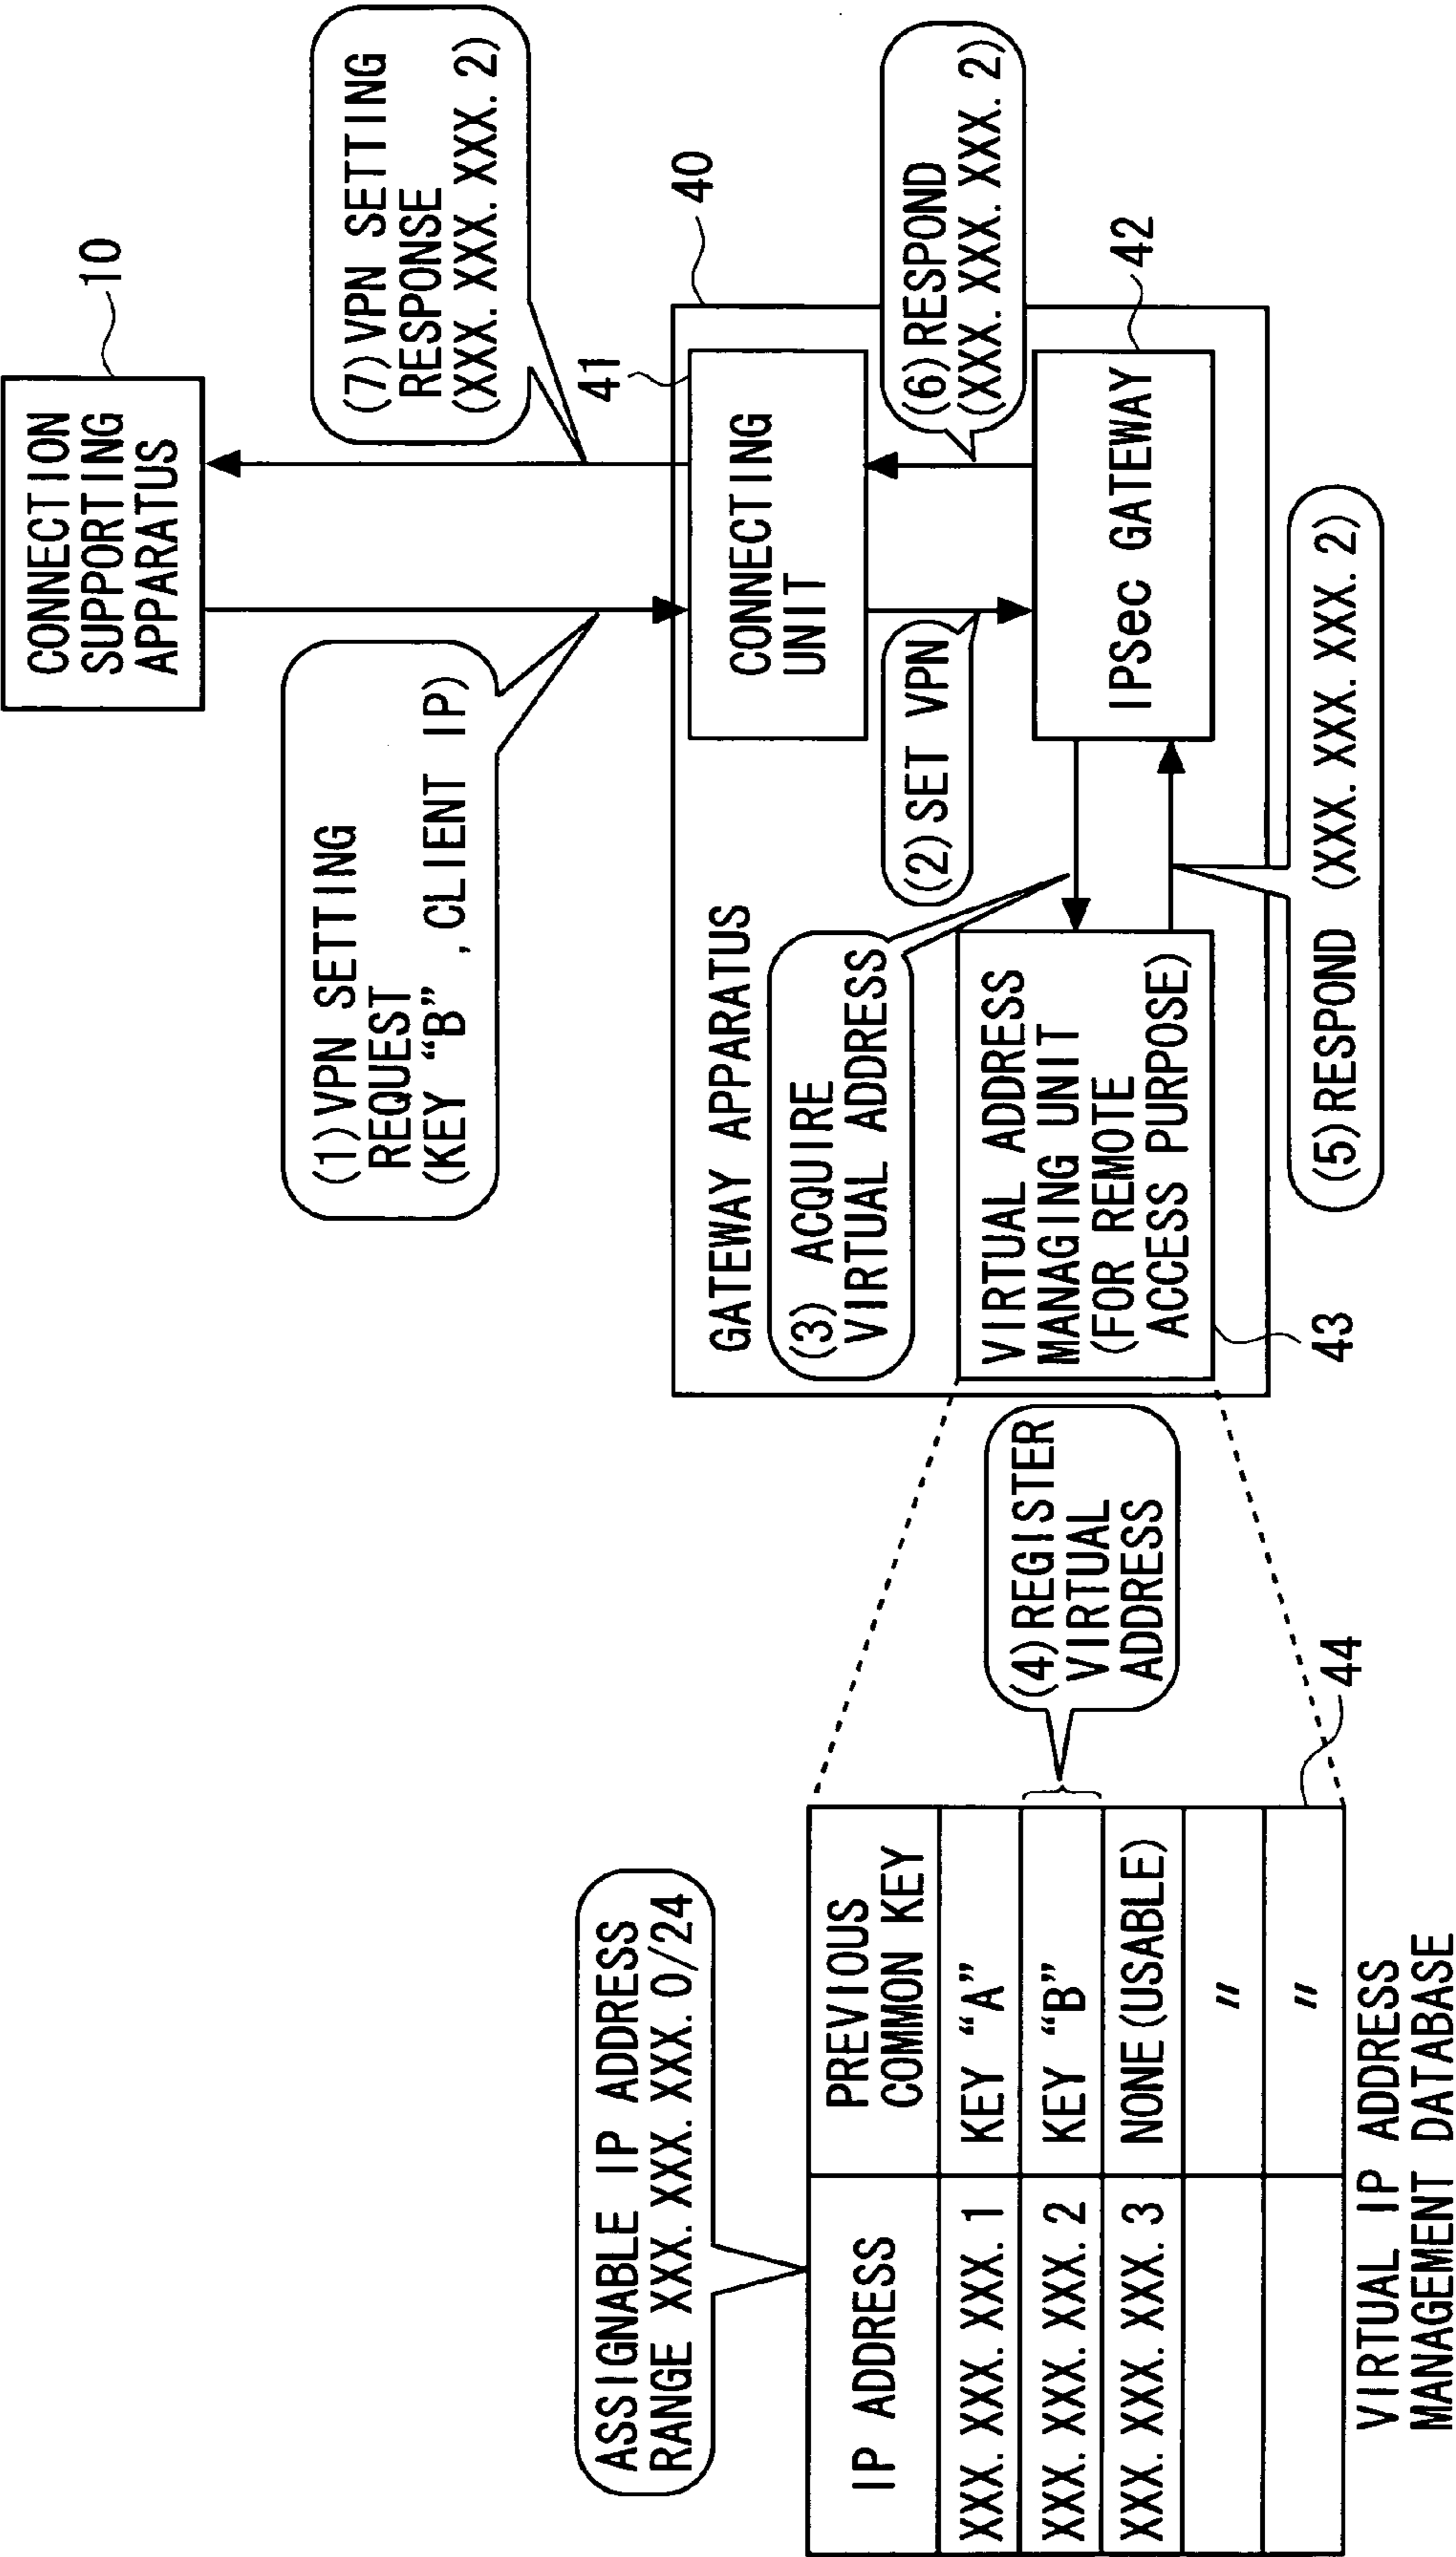 ASSIGNABLE IP ADDRESS
RANGE XXX. XXX. XXX. 0/24
IP ADDRESS
PREVIOUS
COMMON KEY
XXX. XXX. XXX. 1
KEY “A”
XXX. XXX. XXX. 2
KEY “B”
XXX. XXX. XXX. 3
NONE (USABLE)
〃
〃
VIRTUAL IP ADDRESS
MANAGEMENT DATABASE
44
(4) REGISTER
VIRTUAL
ADDRESS
(1) VPN SETTING
REQUEST
(KEY “B”, CLIENT IP)
CONNECTION
SUPPORTING
APPARATUS
10
(7) VPN SETTING
RESPONSE
(XXX. XXX. XXX. 2)
GATEWAY APPARATUS
40
CONNECTING
UNIT
41
(3) ACQUIRE
VIRTUAL ADDRESS
(2) SET VPN
(6) RESPOND
(XXX. XXX. XXX. 2)
VIRTUAL ADDRESS
MANAGING UNIT
(FOR REMOTE
ACCESS PURPOSE)
43
IPSec GATEWAY
42
(5) RESPOND (XXX. XXX. XXX. 2)